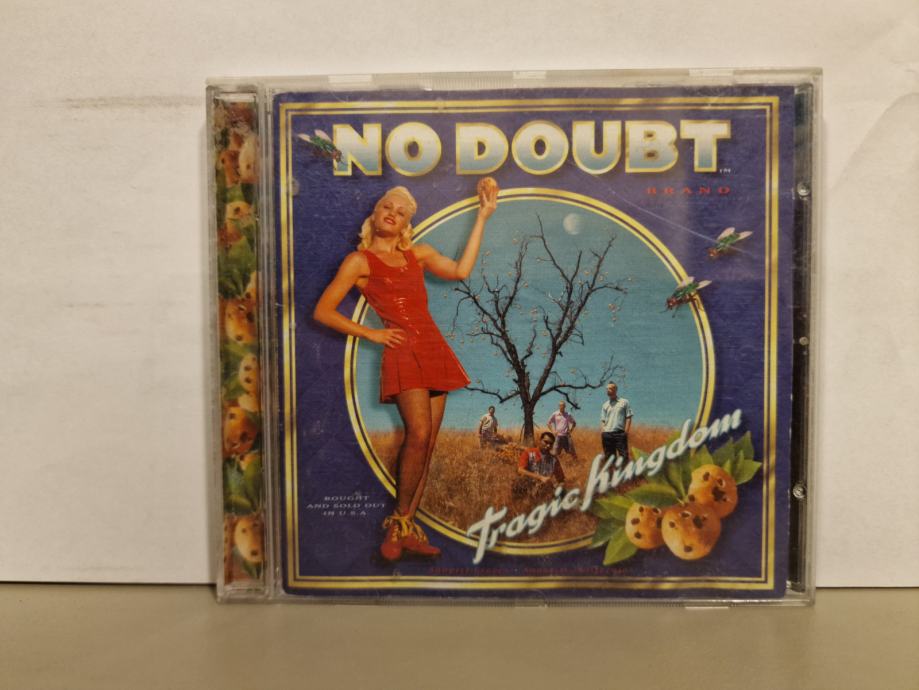 NO DOUBT
TM
BRAND
Tragic Kingdom
BOUGHT
AND SOLD OUT
IN U.S.A.